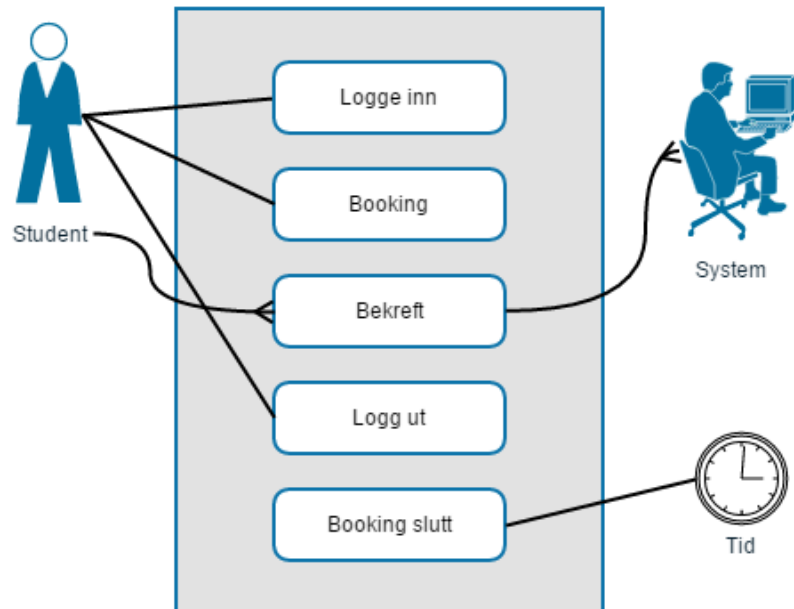 Logge inn
Booking
Student
Bekreft
System
Logg ut
Booking slutt
Tid